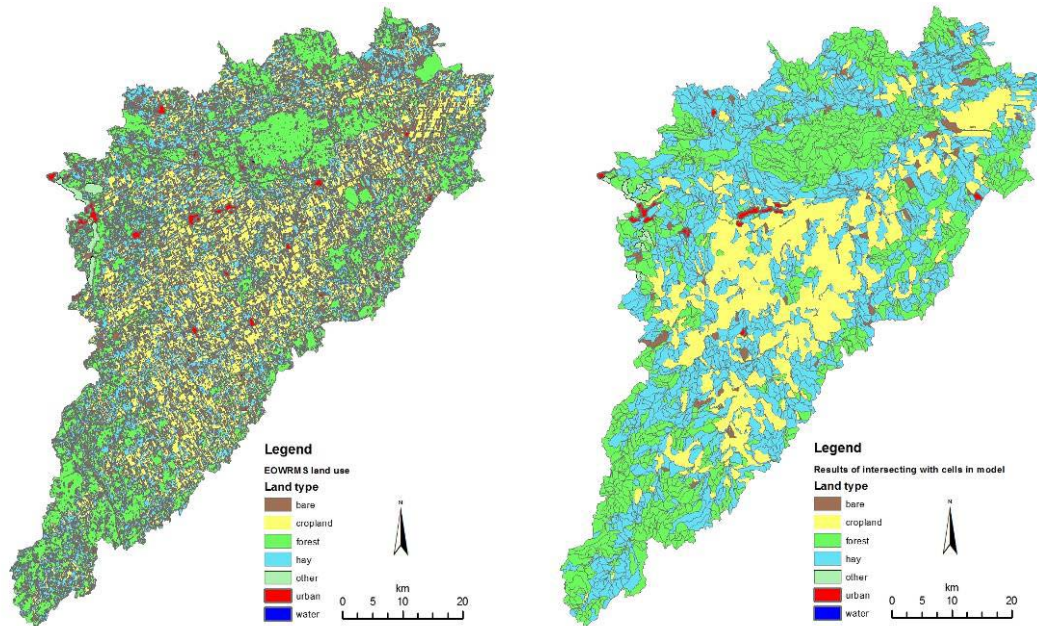 Legend
EOWRMS land use
Land type
bare
cropland
forest
hay
other
urban
water
N
km
0 5 10 20
Legend
Results of intersecting with cells in model
Land type
bare
cropland
forest
hay
other
urban
water
N
km
0 5 10 20